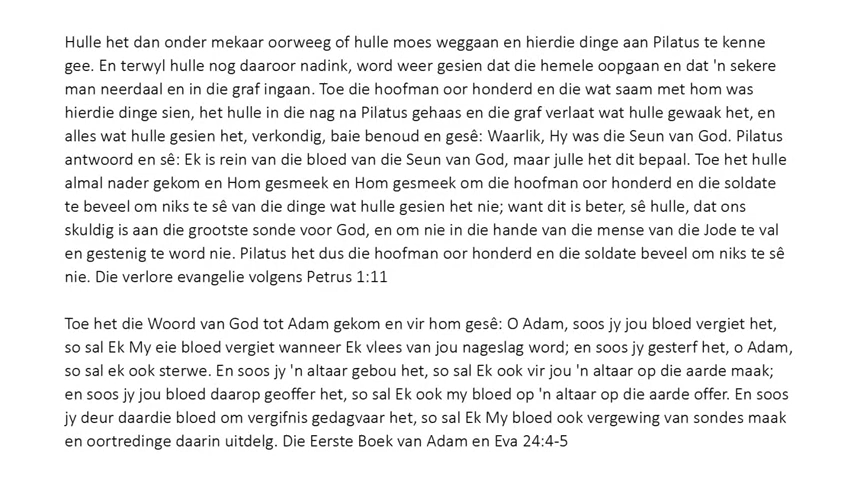 Hulle het dan onder mekaar oorweeg of hulle moes weggaan en hierdie dinge aan Pilatus te kenne
gee. En terwyl hulle nog daaroor nadink, word weer gesien dat die hemele oopgaan en dat 'n sekere
man neerdaal en in die graf ingaan. Toe die hoofman oor honderd en die wat saam met hom was
hierdie dinge sien, het hulle in die nag na Pilatus gehaas en die graf verlaat wat hulle gewaak het, en
alles wat hulle gesien het, verkondig, baie benoud en gesê: Waarlik, Hy was die Seun van God. Pilatus
antwoord en sê: Ek is rein van die bloed van die Seun van God, maar julle het dit bepaal. Toe het hulle
almal nader gekom en Hom gesmeek en Hom gesmeek om die hoofman oor honderd en die soldate
te beveel om niks te sê van die dinge wat hulle gesien het nie; want dit is beter, sê hulle, dat ons
skuldig is aan die grootste sonde voor God, en om nie in die hande van die mense van die Jode te val
en gestenig te word nie. Pilatus het dus die hoofman oor honderd en die soldate beveel om niks te sê
nie. Die verlore evangelie volgens Petrus 1:11
Toe het die Woord van God tot Adam gekom en vir hom gesê: O Adam, soos jy jou bloed vergiet het,
so sal Ek My eie bloed vergiet wanneer Ek vlees van jou nageslag word; en soos jy gesterf het, o Adam,
so sal ek ook sterwe. En soos jy 'n altaar gebou het, so sal Ek ook vir jou 'n altaar op die aarde maak;
en soos jy jou bloed daarop geoffer het, so sal Ek ook my bloed op 'n altaar op die aarde offer. En soos
jy deur daardie bloed om vergifnis gedagvaar het, so sal Ek My bloed ook vergewing van sondes maak
en oortredinge daarin uitdelg. Die Eerste Boek van Adam en Eva 24:4-5